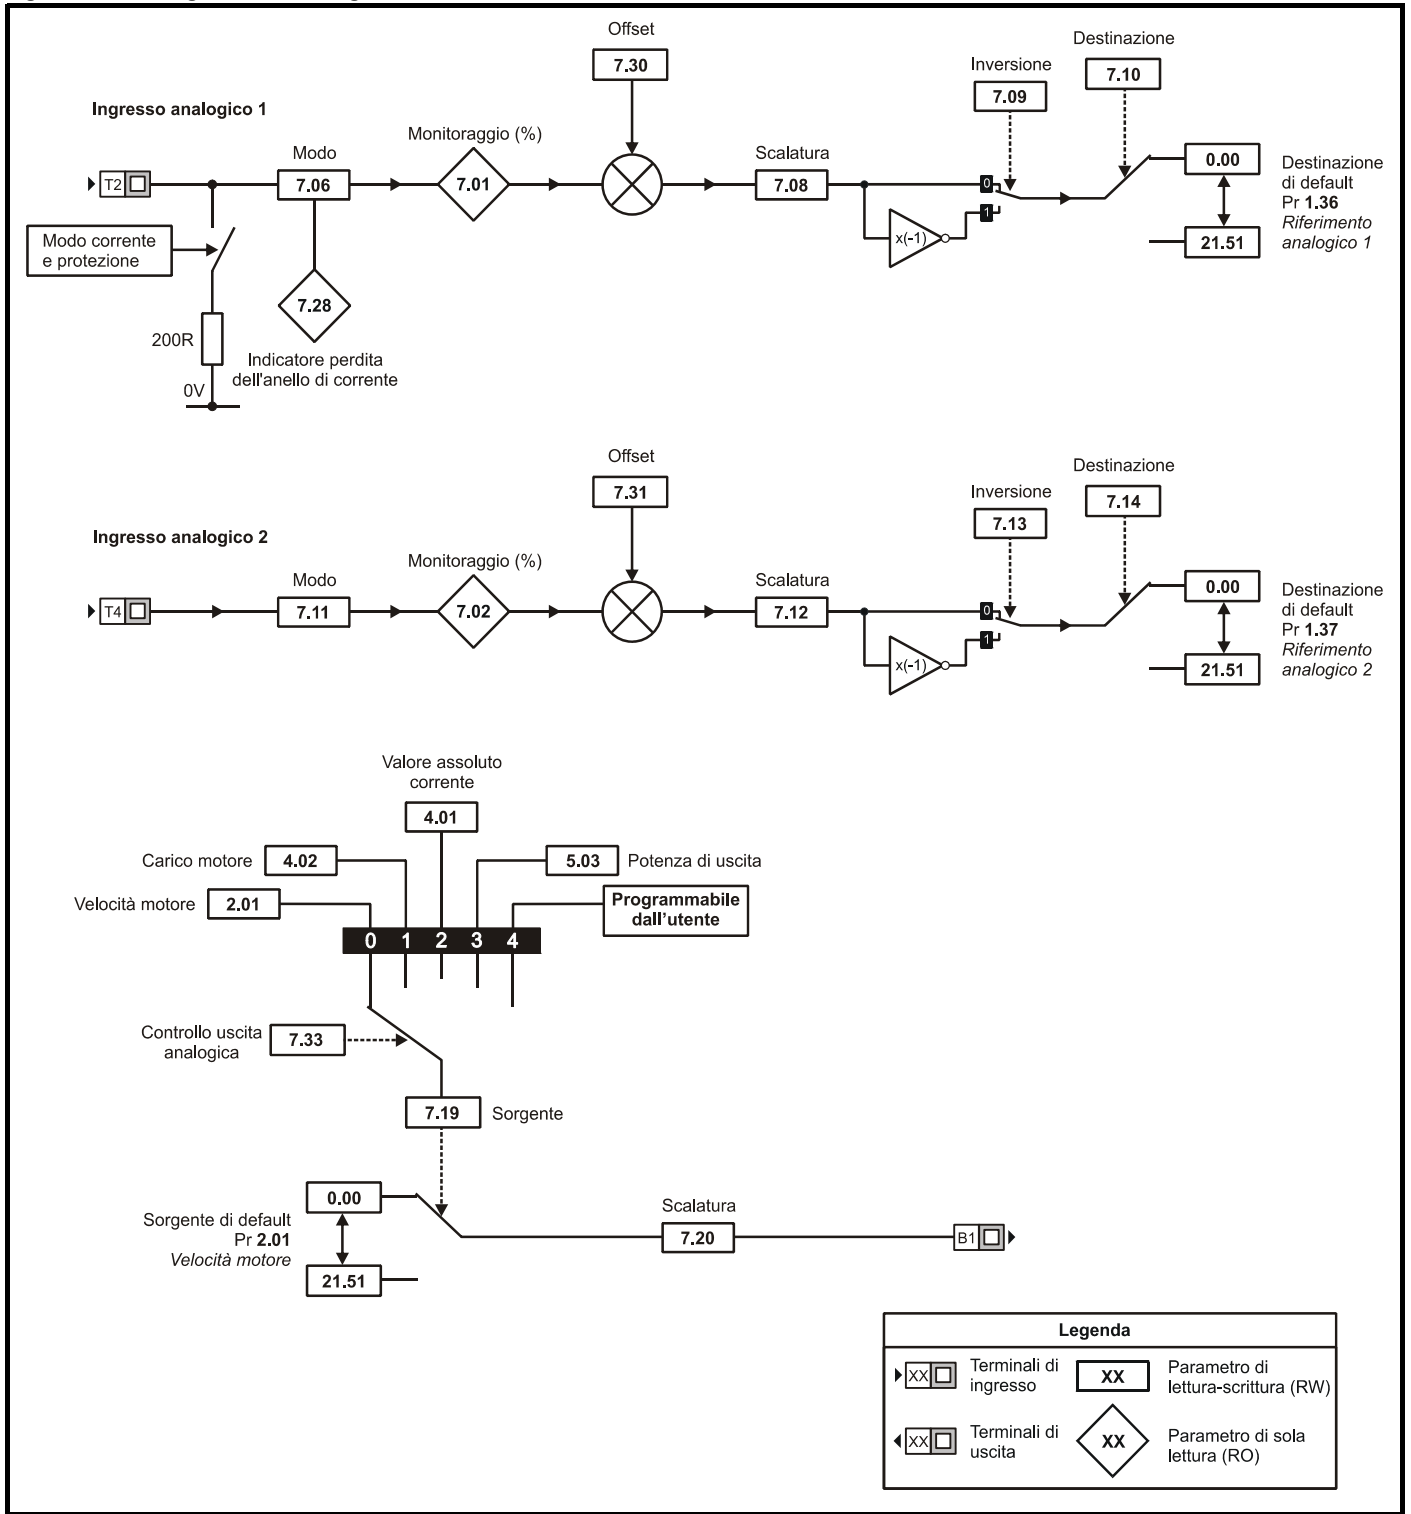 Offset
7.30
Destinazione
7.10
Inversione
7.09
Ingresso analogico 1
Monitoraggio (%)
Modo
Scalatura
T2
7.06
7.01
7.08
0
1
x(-1)
0.00
21.51
Destinazione
di default
Pr 1.36
Riferimento
analogico 1
Modo corrente
e protezione
7.28
200R
Indicatore perdita
dell'anello di corrente
0V
Offset
7.31
Destinazione
7.14
Inversione
7.13
Ingresso analogico 2
Monitoraggio (%)
Modo
Scalatura
T4
7.11
7.02
7.12
0
1
x(-1)
0.00
21.51
Destinazione
di default
Pr 1.37
Riferimento
analogico 2
Valore assoluto
corrente
4.01
Carico motore
4.02
5.03
Potenza di uscita
Velocità motore
2.01
Programmabile
dall'utente
0 1 2 3 4
Controllo uscita
analogica
7.33
7.19
Sorgente
0.00
Sorgente di default
Pr 2.01
Velocità motore
21.51
Scalatura
7.20
B1
Legenda
XX
Terminali di
ingresso
XX
Parametro di
lettura-scrittura (RW)
XX
Terminali di
uscita
XX
Parametro di sola
lettura (RO)